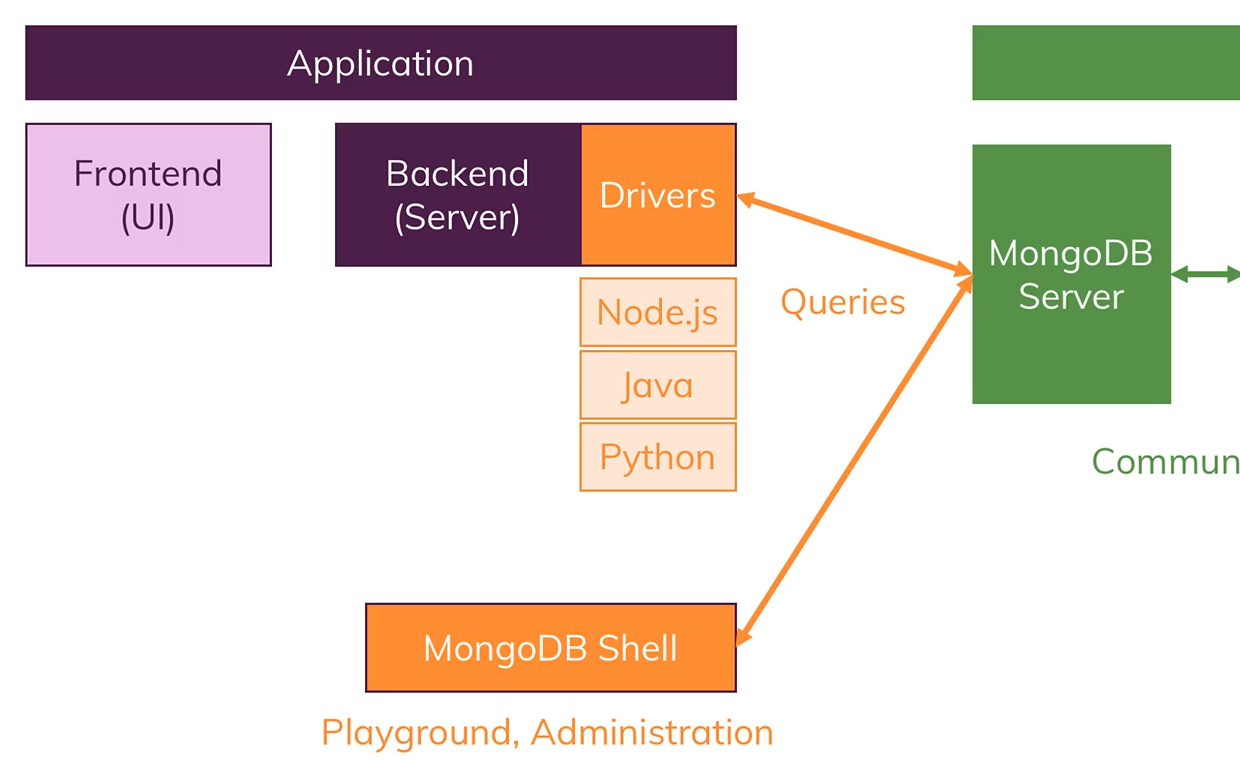 Application
Frontend
(UI)
Backend
(Server)
Drivers
Node.js
Java
Python
Queries
MongoDB
Server
Commun
MongoDB Shell
Playground, Administration